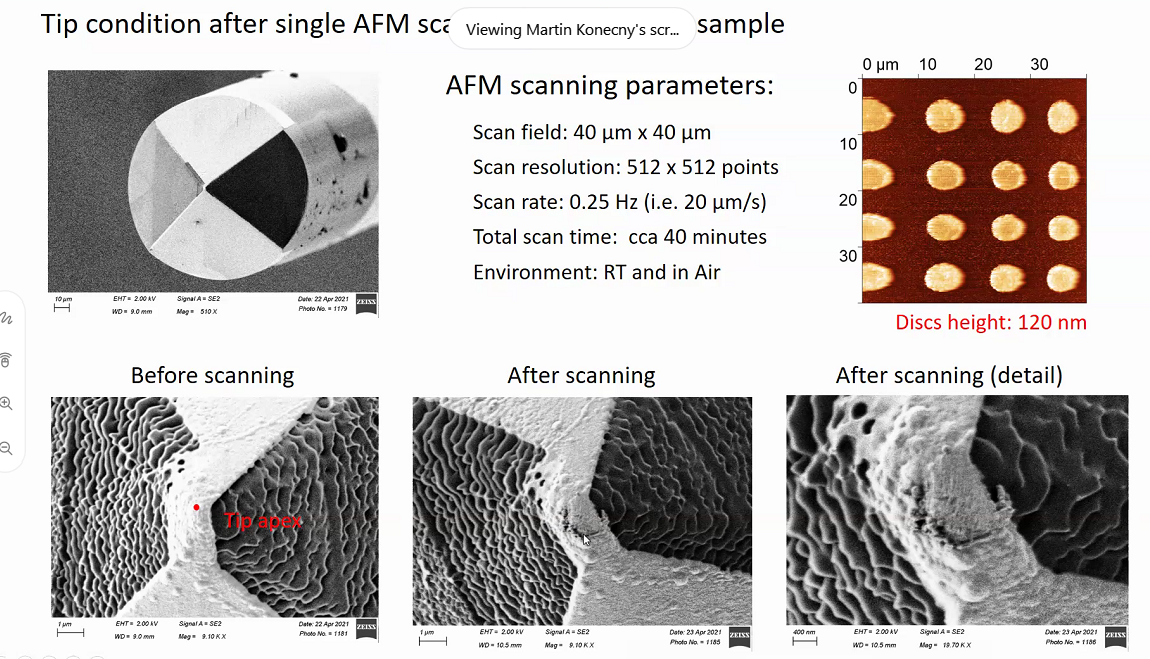 Tip condition after single AFM sca
Viewing Martin Konecny's scr...
sample
AFM scanning parameters:
Scan field: 40 µm x 40 µm
Scan resolution: 512 x 512 points
Scan rate: 0.25 Hz (i.e. 20 µm/s)
Total scan time: cca 40 minutes
Environment: RT and in Air
0 µm 10 20 30
0
10
20
30
Discs height: 120 nm
10 µm EHT = 2.00 kV Signal A = SE2 Date: 22 Apr 2021
WD = 9.0 mm Mag = 510 X Photo No. = 1179
ZEISS
Before scanning
After scanning
After scanning (detail)
Tip apex
1 µm EHT = 2.00 kV Signal A = SE2 Date: 22 Apr 2021
WD = 9.0 mm Mag = 9.10 K X Photo No. = 1181
ZEISS
1 µm EHT = 2.00 kV Signal A = SE2 Date: 23 Apr 2021
WD = 10.5 mm Mag = 9.10 K X Photo No. = 1185
ZEISS
400 nm EHT = 2.00 kV Signal A = SE2 Date: 23 Apr 2021
WD = 10.5 mm Mag = 19.70 K X Photo No. = 1186
ZEISS